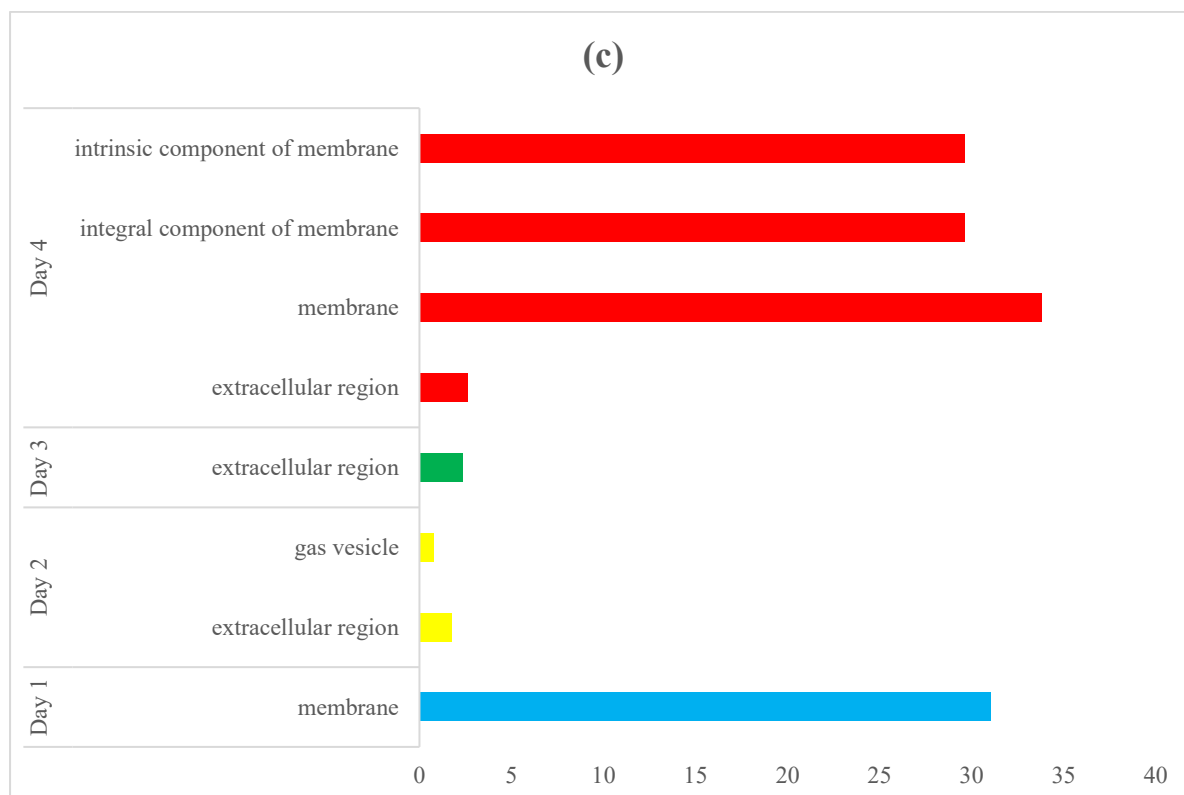 (c)
Day 4
intrinsic component of membrane
integral component of membrane
membrane
extracellular region
Day 3
extracellular region
Day 2
gas vesicle
extracellular region
Day 1
membrane
0 5 10 15 20 25 30 35 40